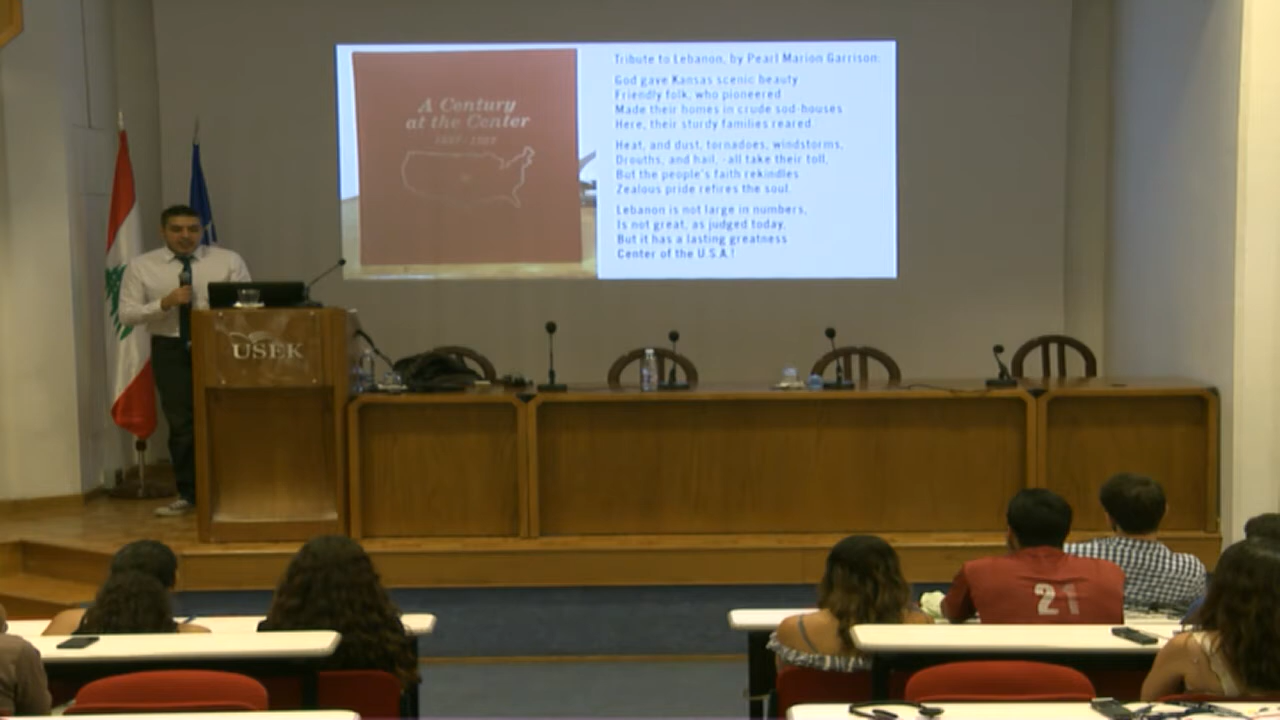 A Century
at the Center
Tribute to Lebanon, by Pearl Marion Garrison:
God gave Kansas scenic beauty
Friendly folk, who pioneered
Made their homes in crude sod-houses
Here, their sturdy families reared.
Heat, and dust, tornadoes, windstorms,
Drouths, and hail, -all take their toll,
But the people's faith rekindles
Zealous pride refires the soul.
Lebanon is not large in numbers,
Is not great, as judged today,
But it has a lasting greatness
Center of the U.S.A.!
USEK
21